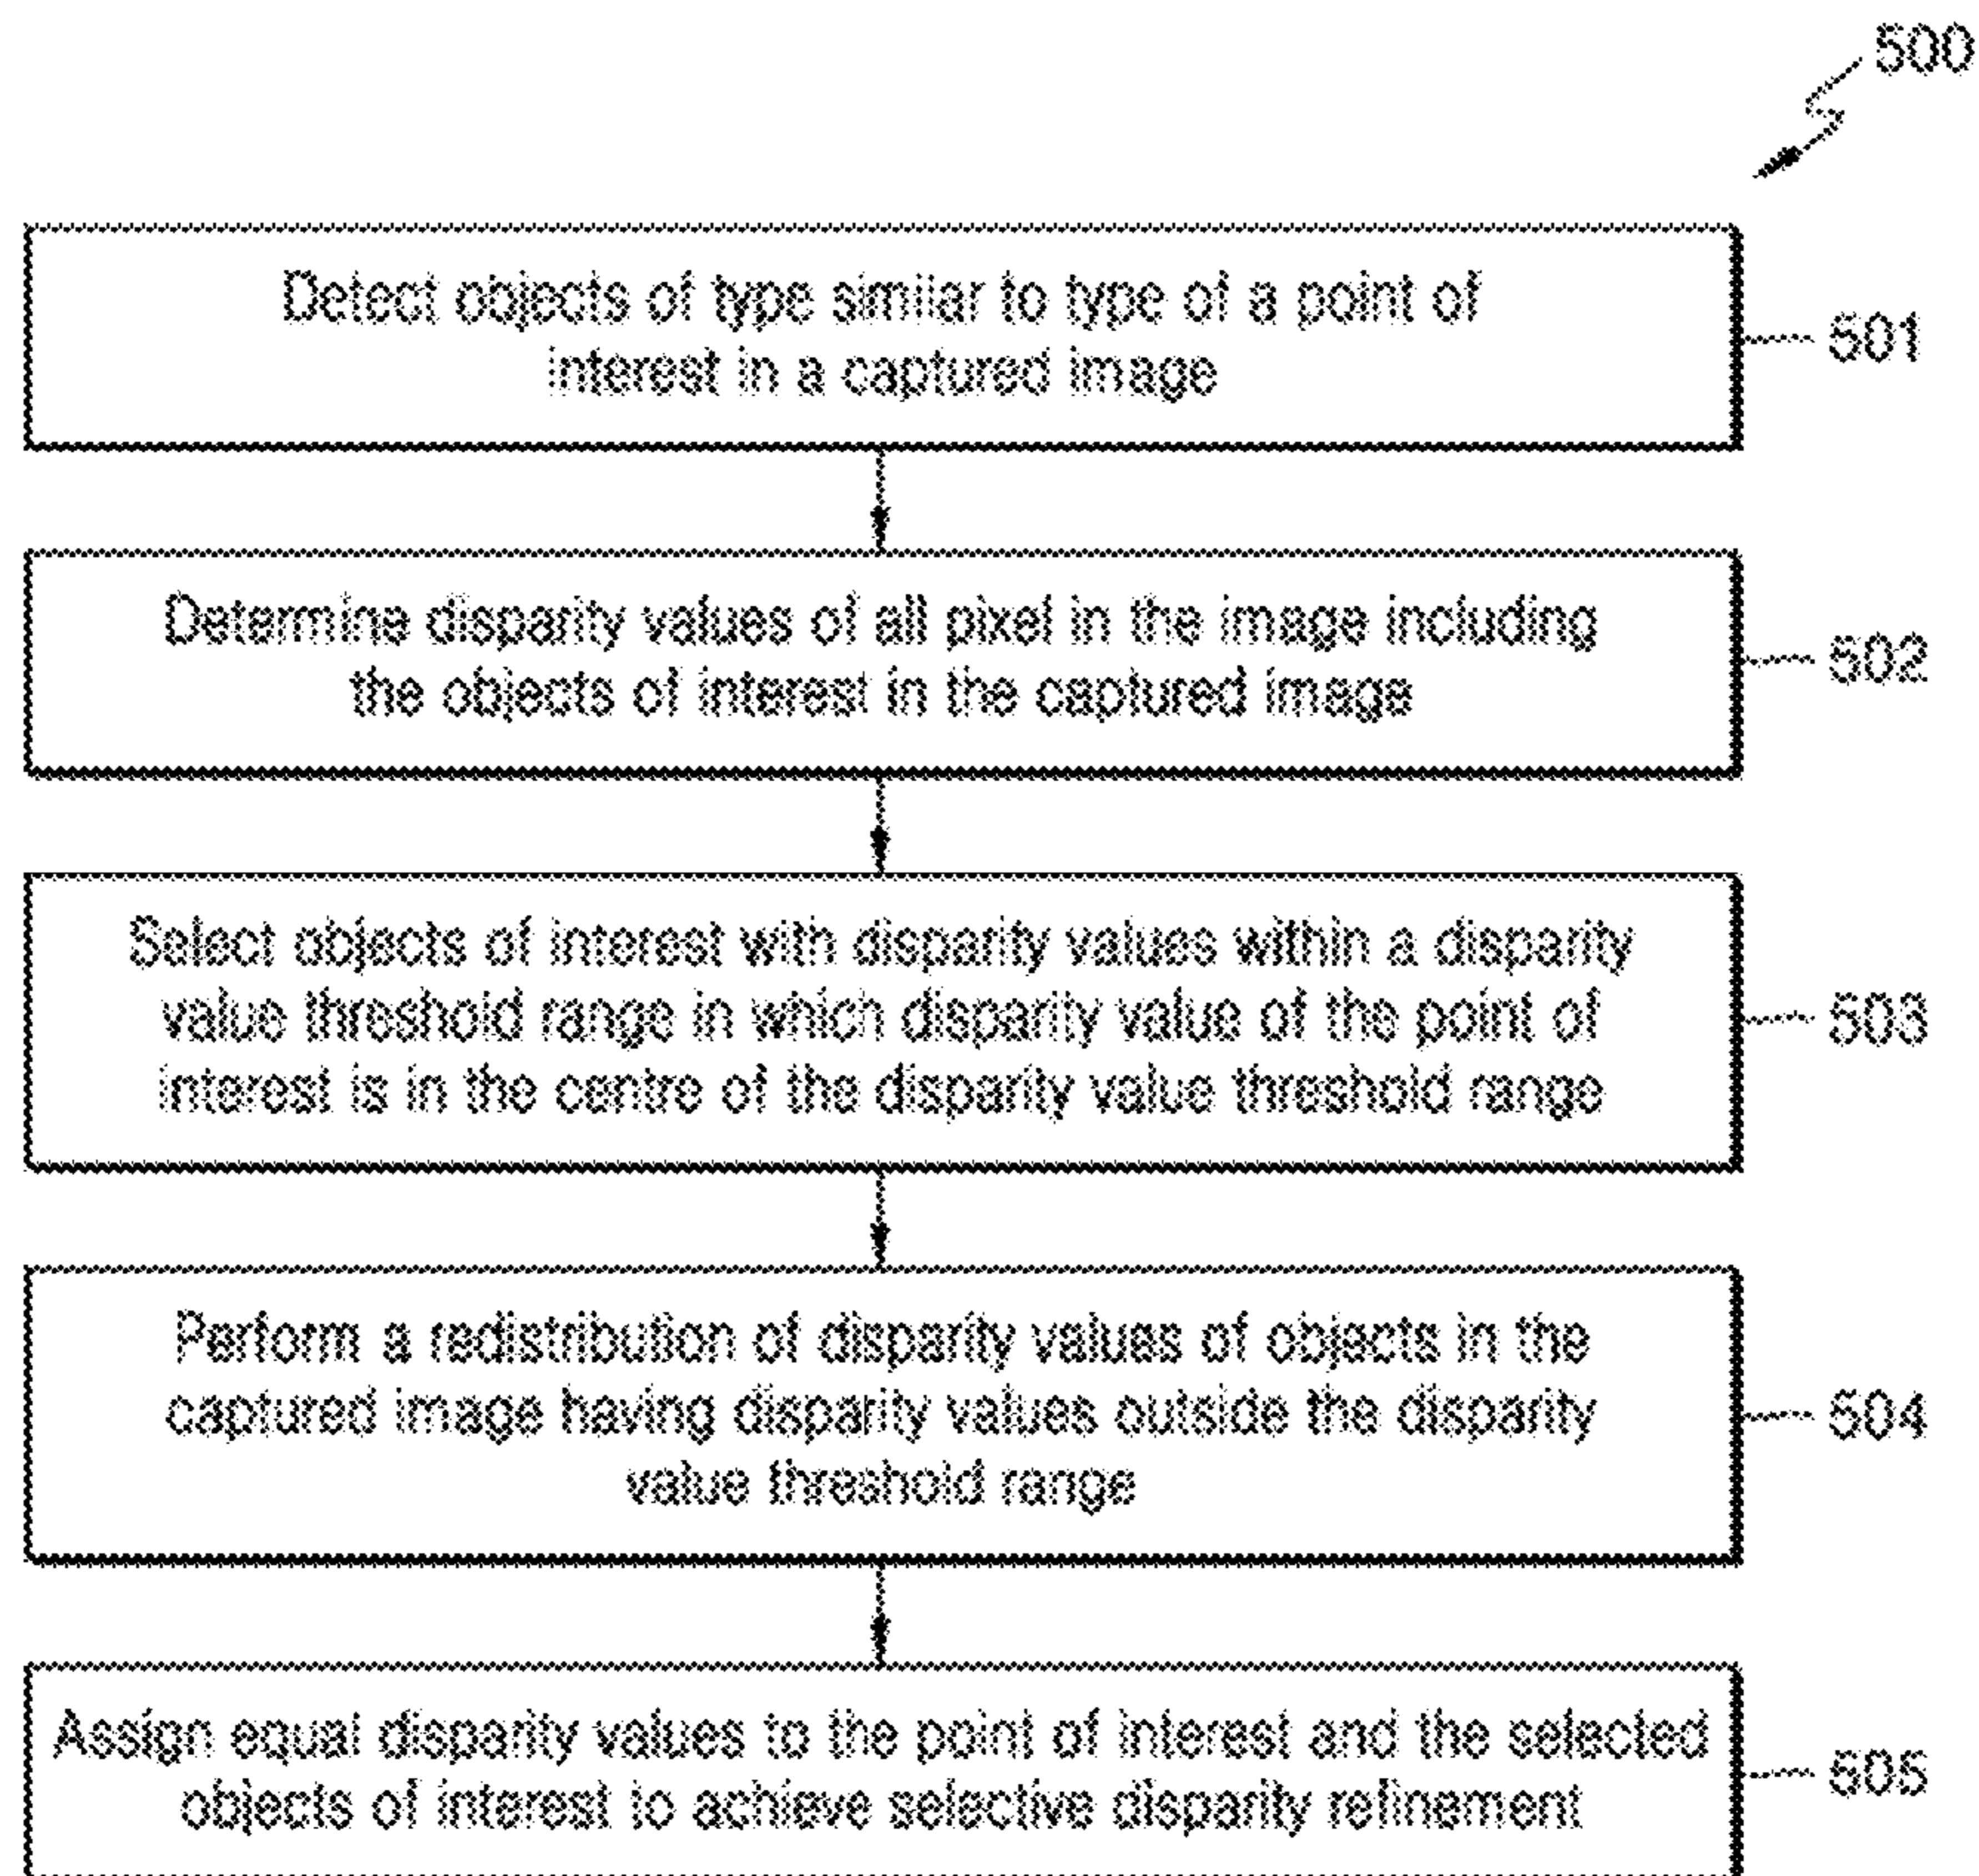 500
Detect objects of type similar to type of a point of
interest in a captured image
501
Determine disparity values of all pixel in the image including
the objects of interest in the captured image
502
Select objects of interest with disparity values within a disparity
value threshold range in which disparity value of the point of
interest is in the centre of the disparity value threshold range
503
Perform a redistribution of disparity values of objects in the
captured image having disparity values outside the disparity
value threshold range
504
Assign equal disparity values to the point of interest and the selected
objects of interest to achieve selective disparity refinement
505